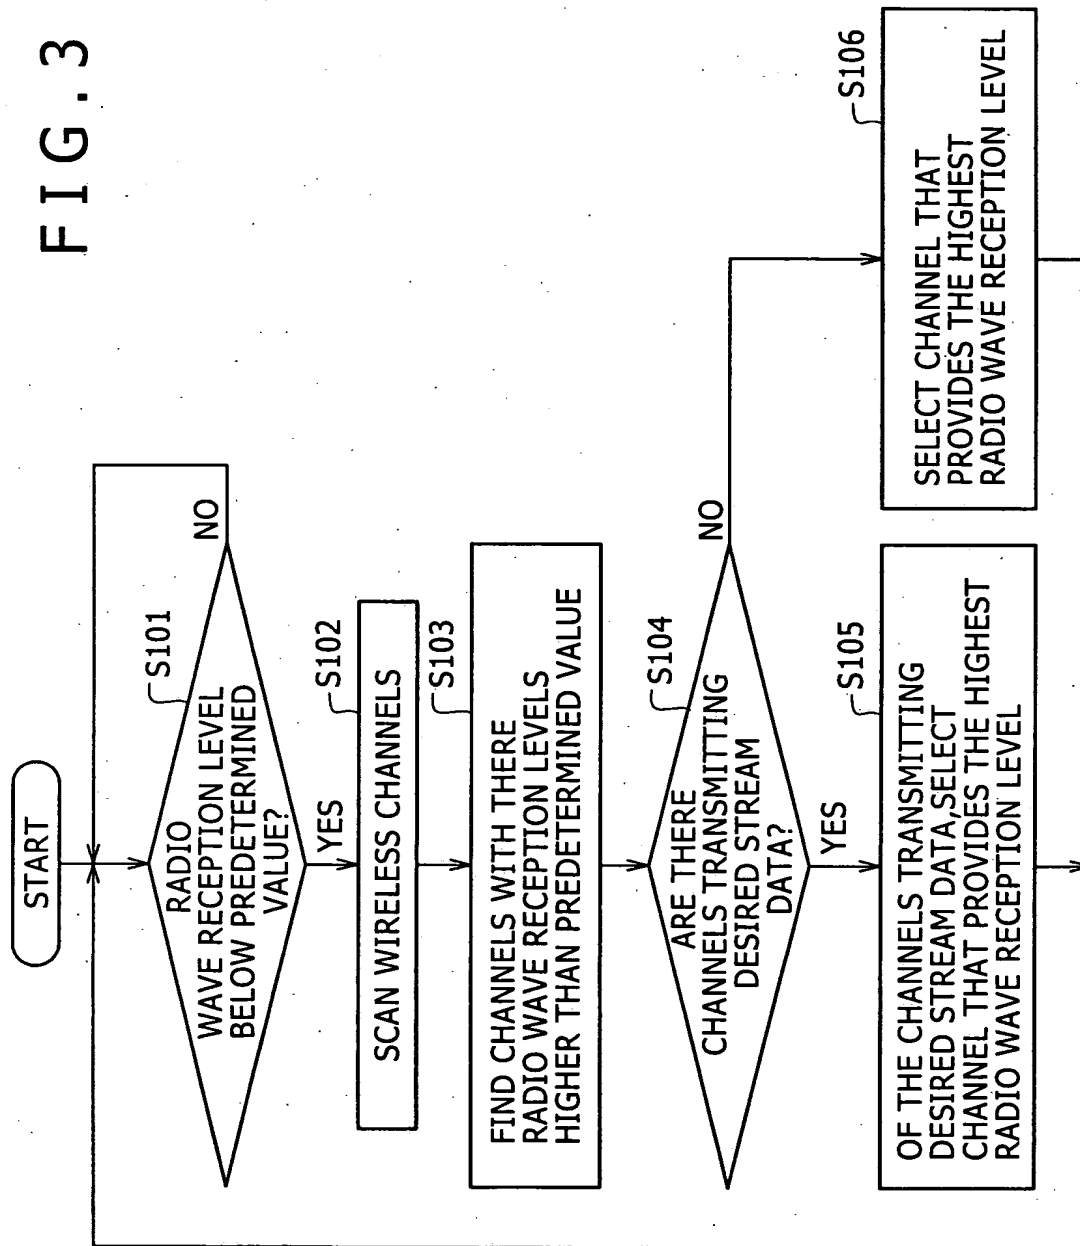 FIG.3
START
S101
RADIO
WAVE RECEPTION LEVEL
BELOW PREDETERMINED
VALUE?
NO
YES
S102
SCAN WIRELESS CHANNELS
S103
FIND CHANNELS WITH THERE
RADIO WAVE RECEPTION LEVELS
HIGHER THAN PREDETERMINED VALUE
S104
ARE THERE
CHANNELS TRANSMITTING
DESIRED STREAM
DATA?
NO
YES
S105
OF THE CHANNELS TRANSMITTING
DESIRED STREAM DATA,SELECT
CHANNEL THAT PROVIDES THE HIGHEST
RADIO WAVE RECEPTION LEVEL
S106
SELECT CHANNEL THAT
PROVIDES THE HIGHEST
RADIO WAVE RECEPTION LEVEL